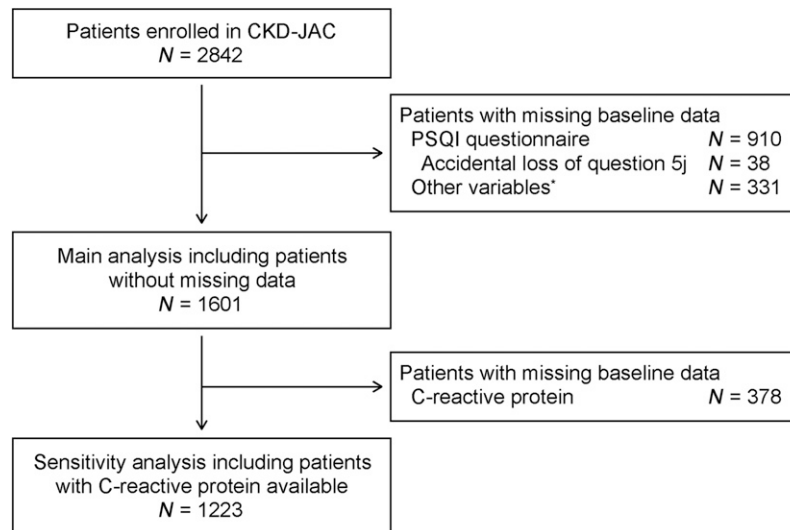 Patients enrolled in CKD-JAC
N = 2842
Patients with missing baseline data
PSQI questionnaire N = 910
Accidental loss of question 5j N = 38
Other variables* N = 331
Main analysis including patients
without missing data
N = 1601
Patients with missing baseline data
C-reactive protein N = 378
Sensitivity analysis including patients
with C-reactive protein available
N = 1223